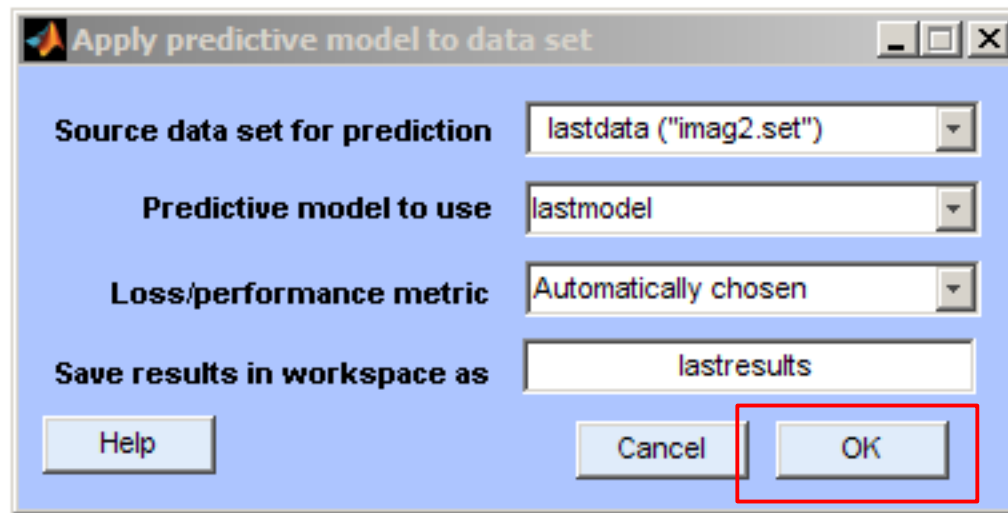 Apply predictive model to data set
Source data set for prediction lastdata ("imag2.set")
Predictive model to use lastmodel
Loss/performance metric Automatically chosen
Save results in workspace as lastresults
Help Cancel OK